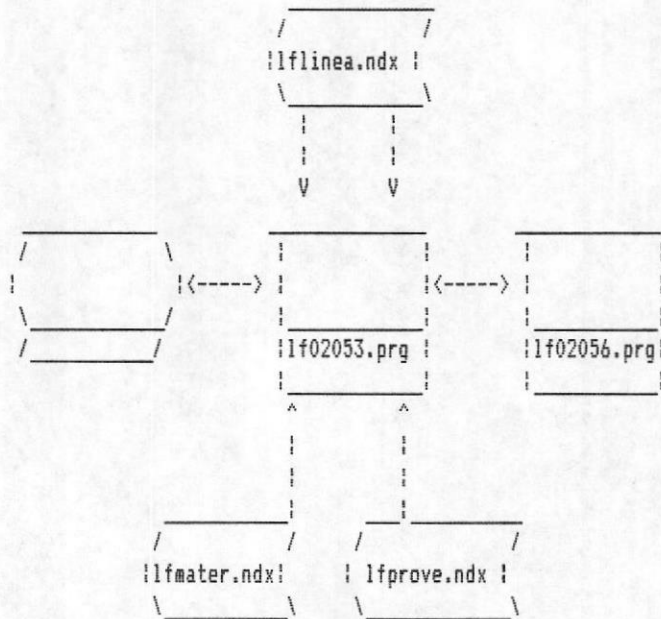 lflinea.ndx
lf02053.prg
lf02056.prg
lfmater.ndx
lfprove.ndx